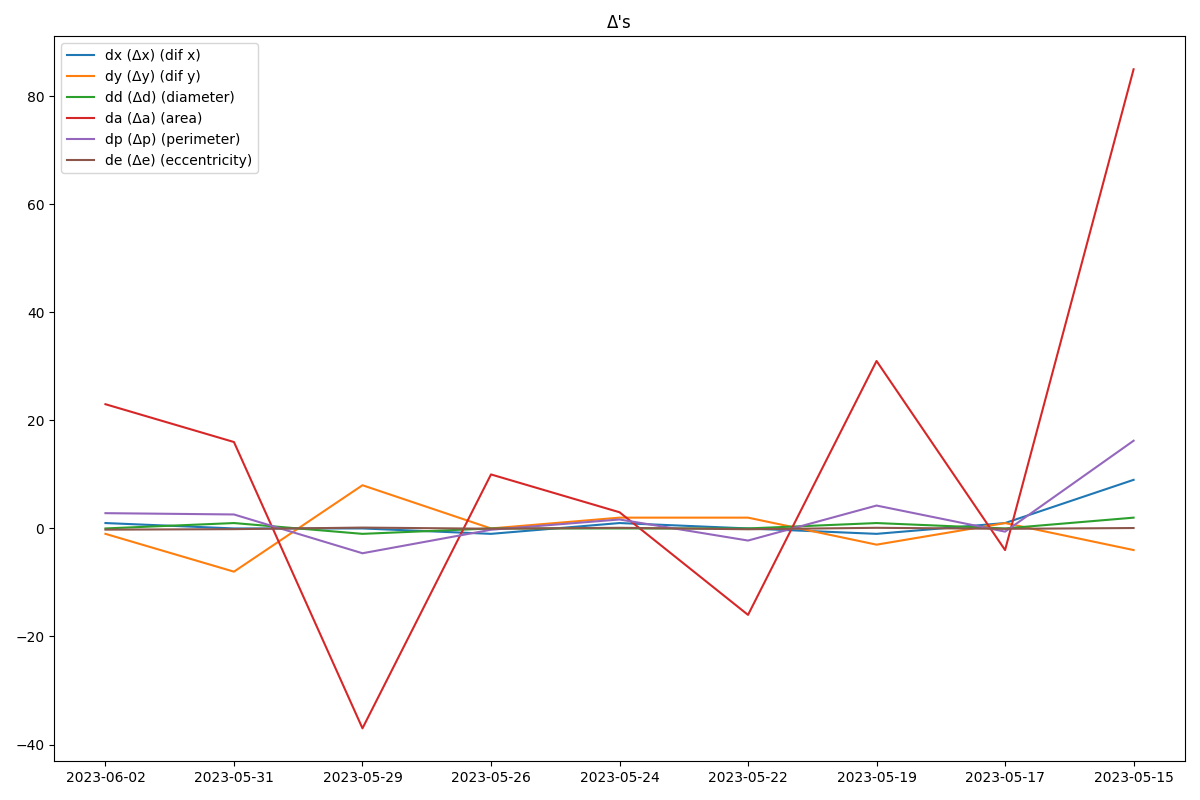 Δ's
dx (Δx) (dif x)
dy (Δy) (dif y)
dd (Δd) (diameter)
da (Δa) (area)
dp (Δp) (perimeter)
de (Δe) (eccentricity)
80
60
40
20
0
−20
−40
2023-06-02 2023-05-31 2023-05-29 2023-05-26 2023-05-24 2023-05-22 2023-05-19 2023-05-17 2023-05-15